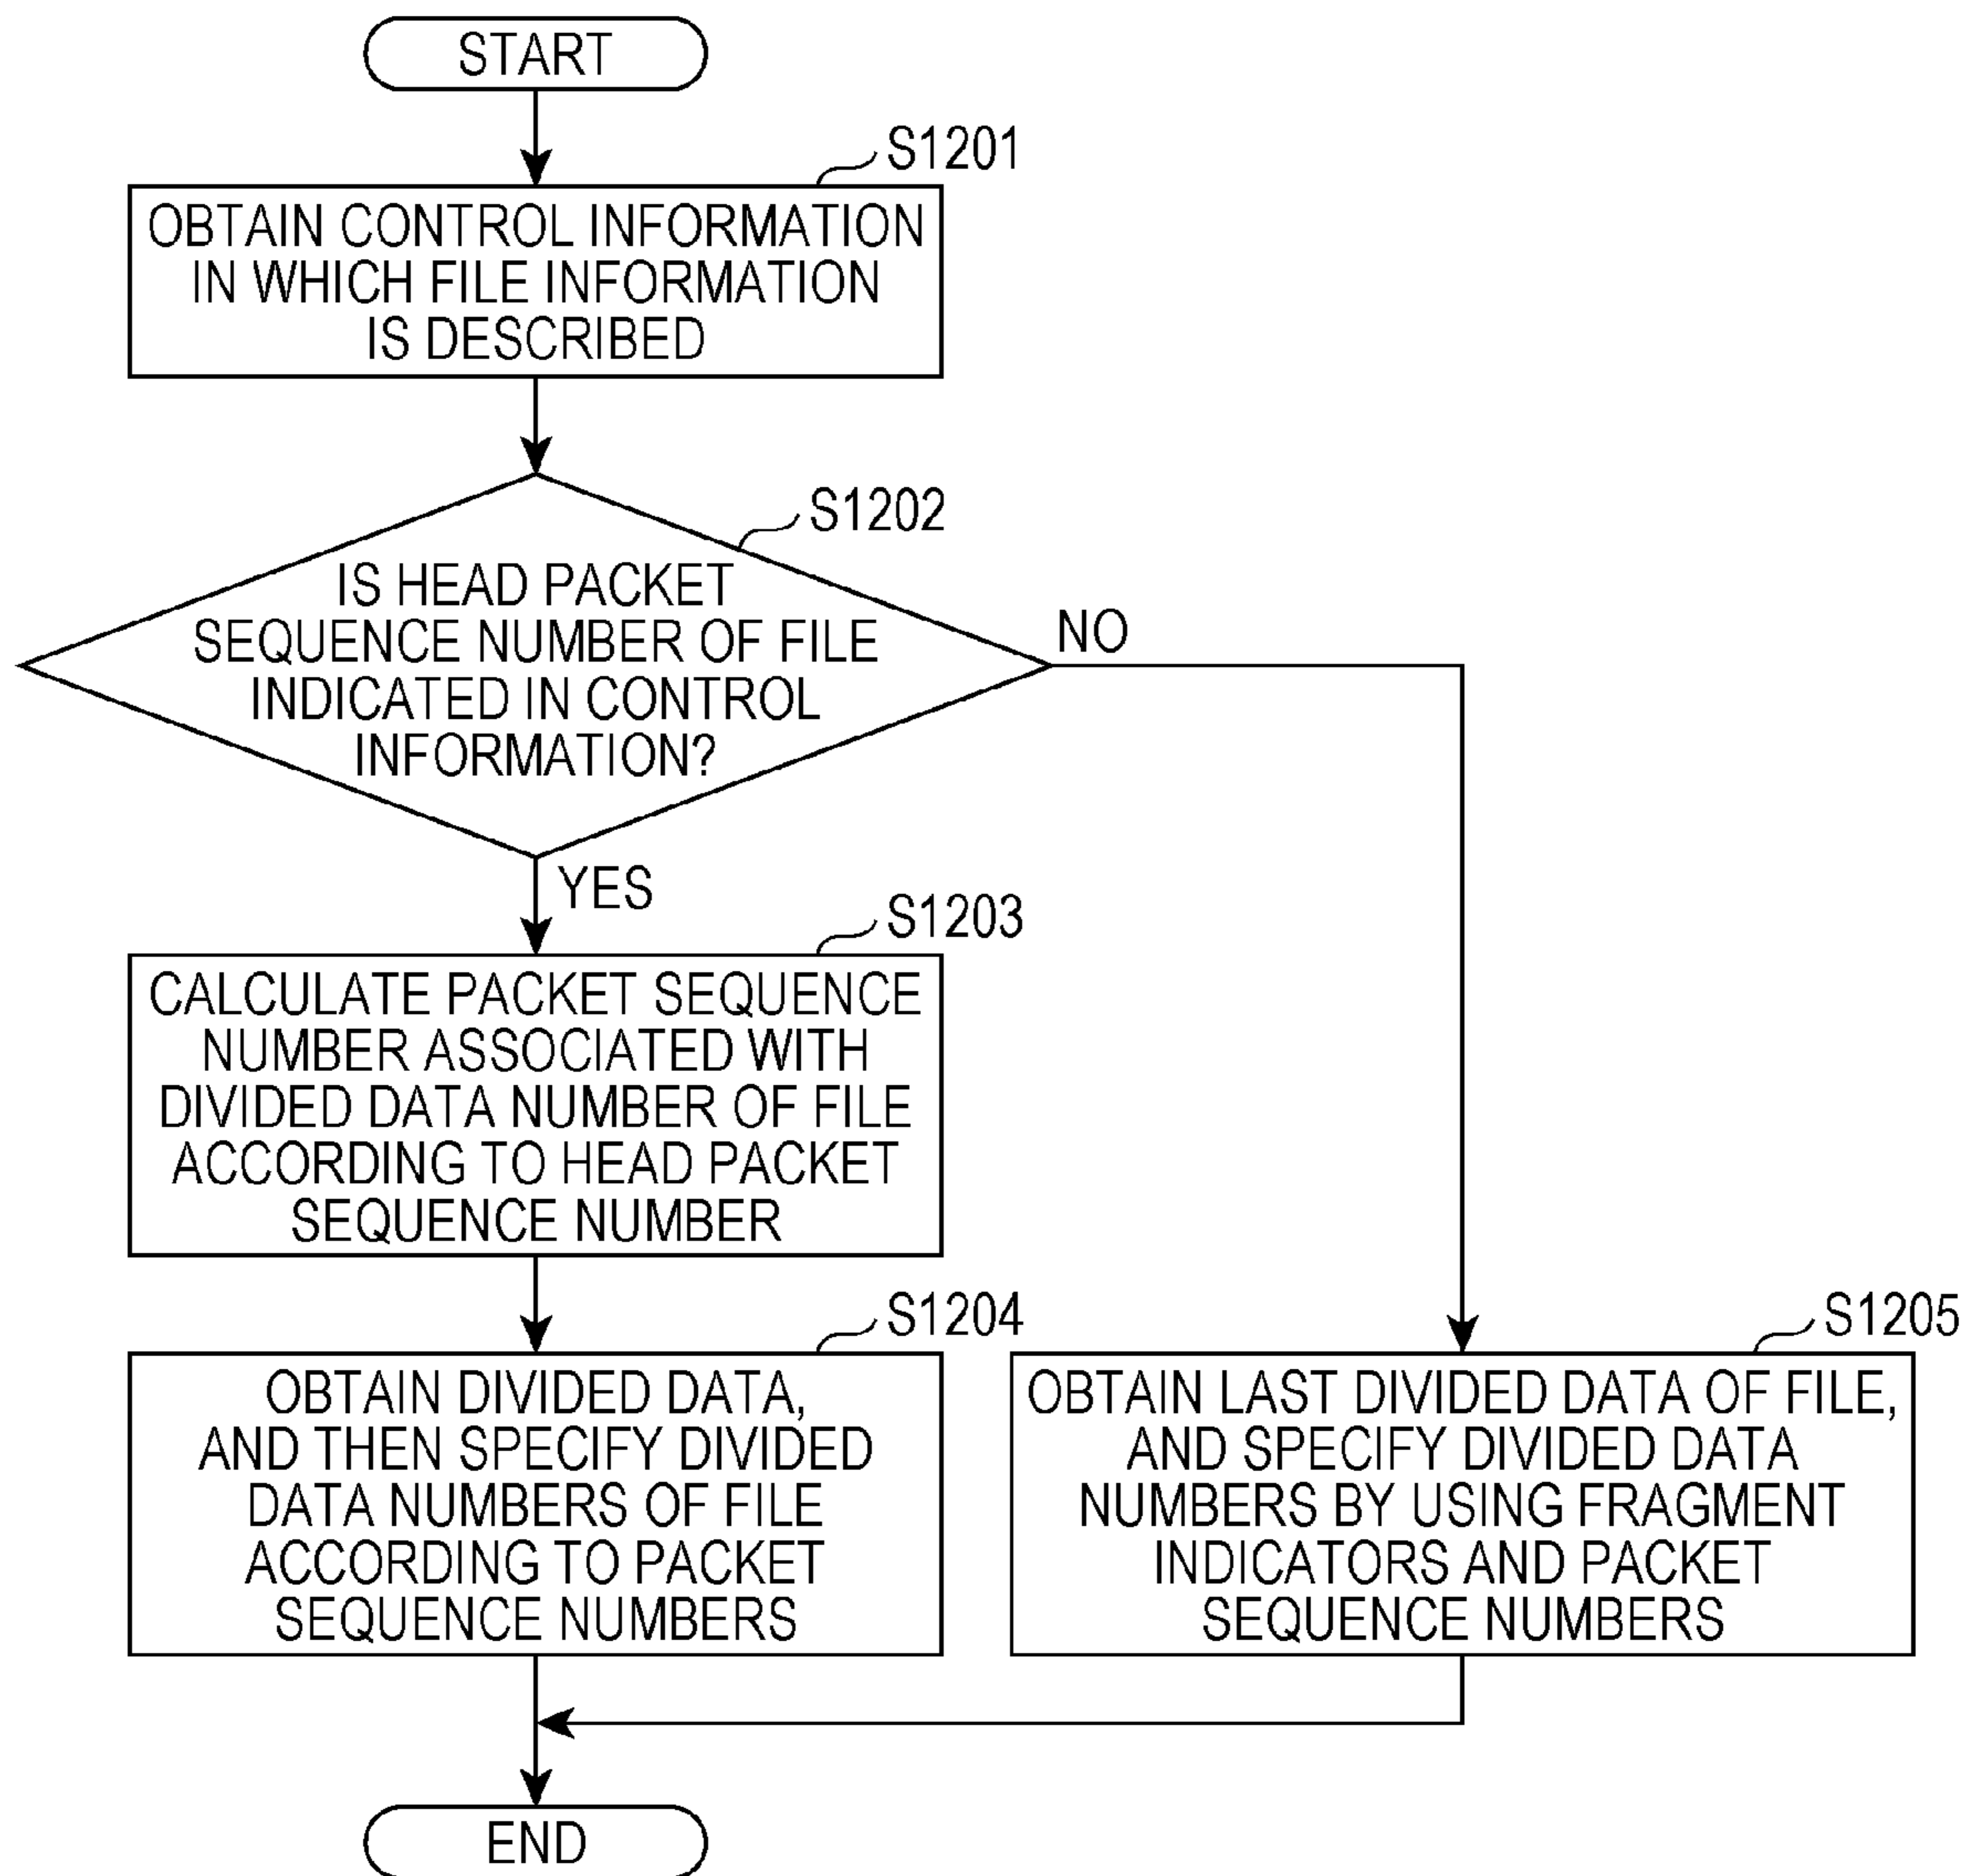 START
S1201
OBTAIN CONTROL INFORMATION
IN WHICH FILE INFORMATION
IS DESCRIBED
S1202
IS HEAD PACKET
SEQUENCE NUMBER OF FILE
INDICATED IN CONTROL
INFORMATION?
NO
YES
S1203
CALCULATE PACKET SEQUENCE
NUMBER ASSOCIATED WITH
DIVIDED DATA NUMBER OF FILE
ACCORDING TO HEAD PACKET
SEQUENCE NUMBER
S1204
OBTAIN DIVIDED DATA,
AND THEN SPECIFY DIVIDED
DATA NUMBERS OF FILE
ACCORDING TO PACKET
SEQUENCE NUMBERS
S1205
OBTAIN LAST DIVIDED DATA OF FILE,
AND SPECIFY DIVIDED DATA
NUMBERS BY USING FRAGMENT
INDICATORS AND PACKET
SEQUENCE NUMBERS
END